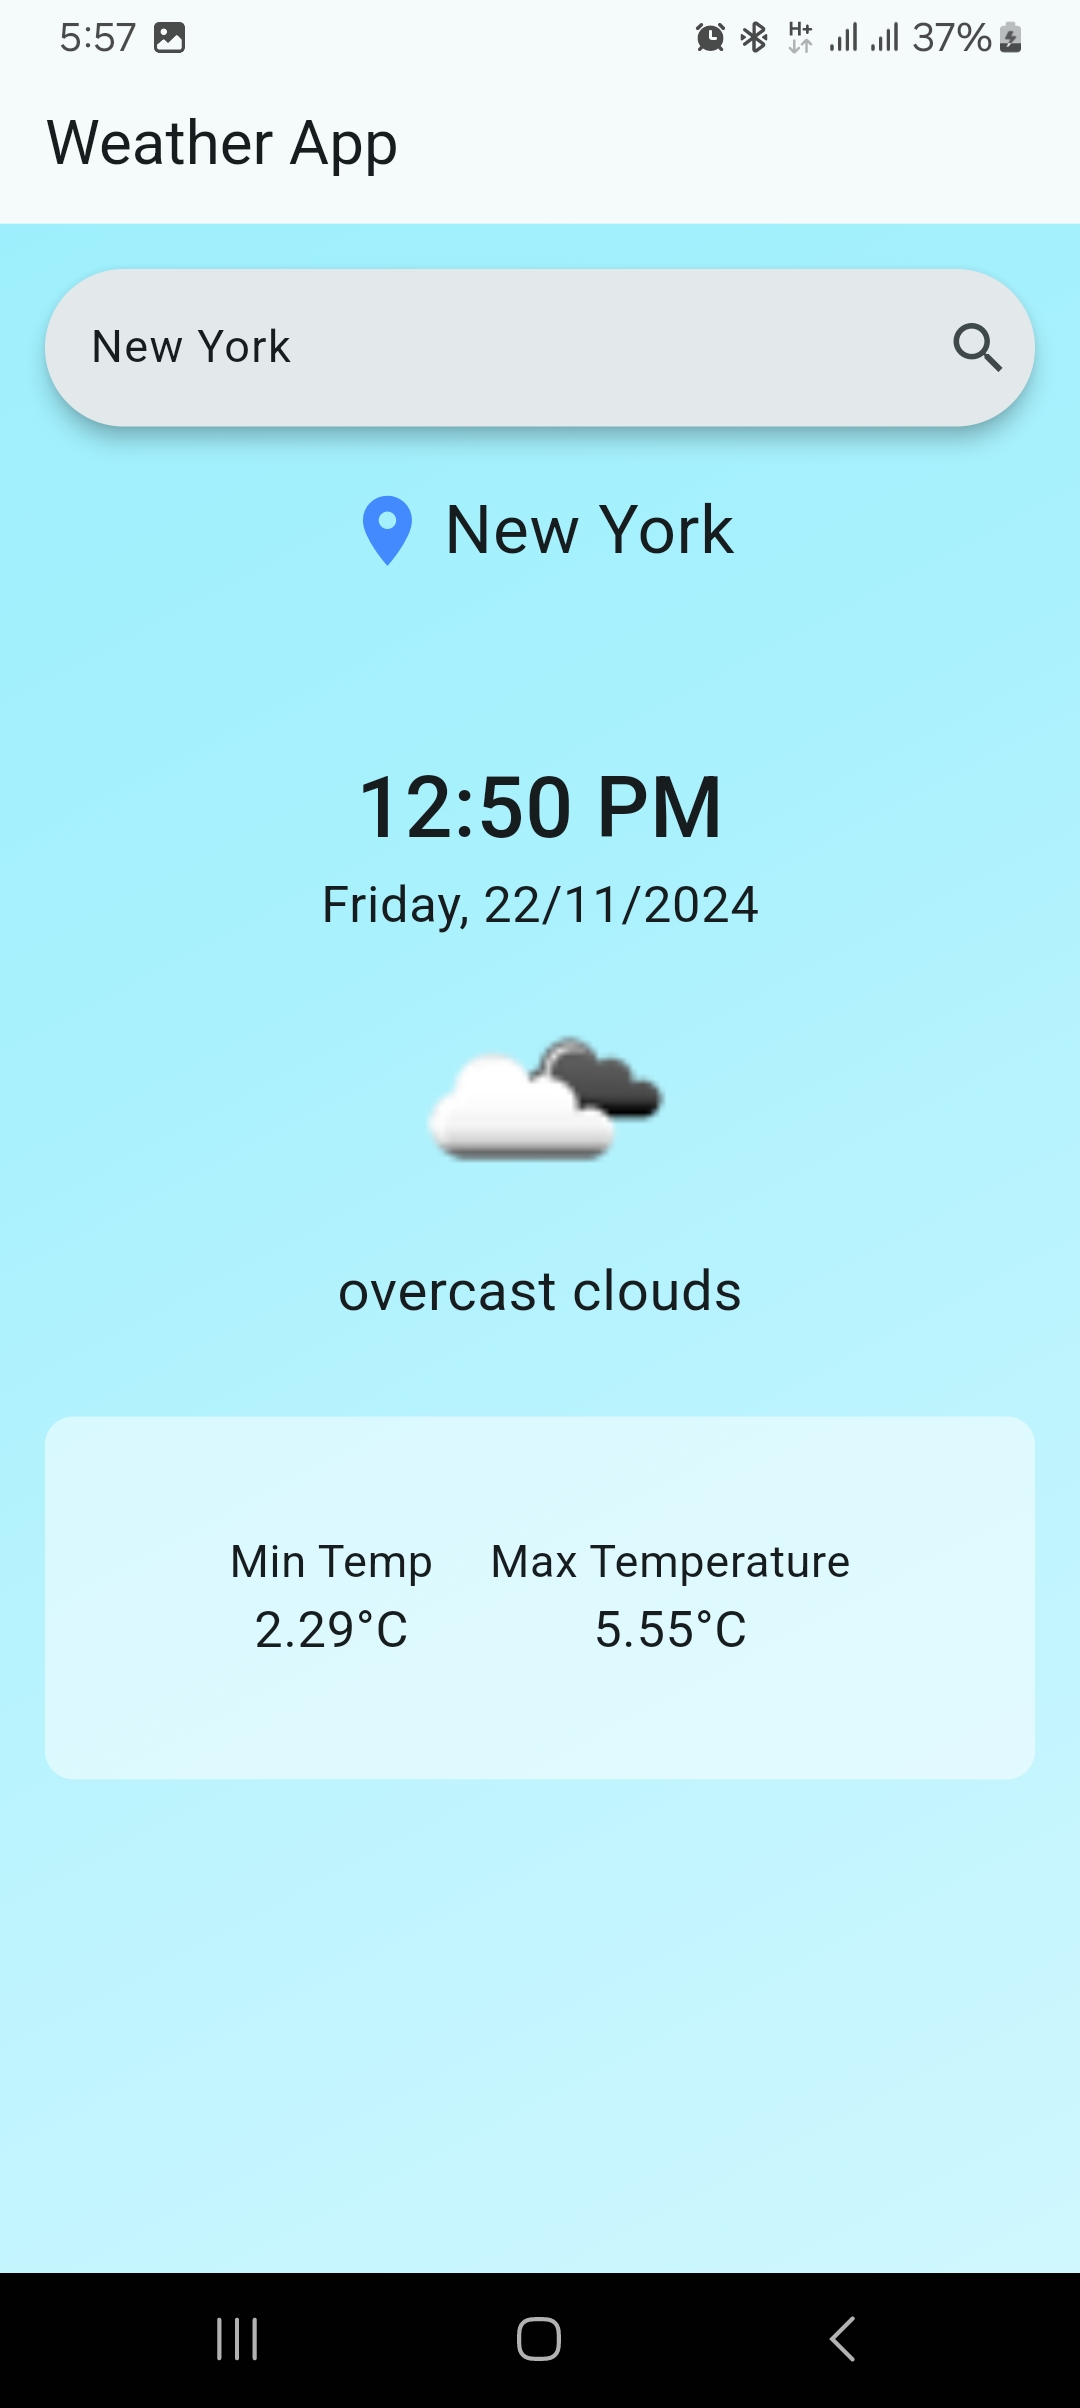 5:57 H+ 37%
Weather App
New York
New York
12:50 PM
Friday, 22/11/2024
overcast clouds
Min Temp Max Temperature
2.29°C 5.55°C